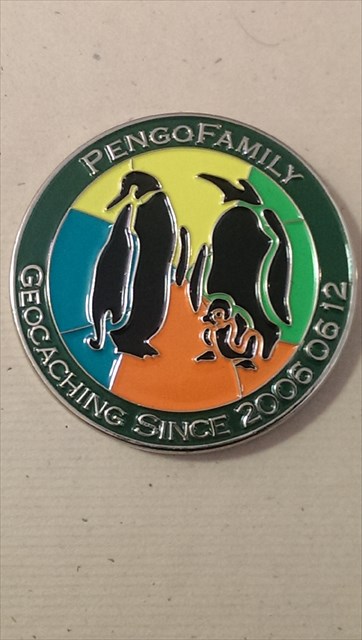 PENGOFAMILY
GEOCACHING SINCE 2006 06 12